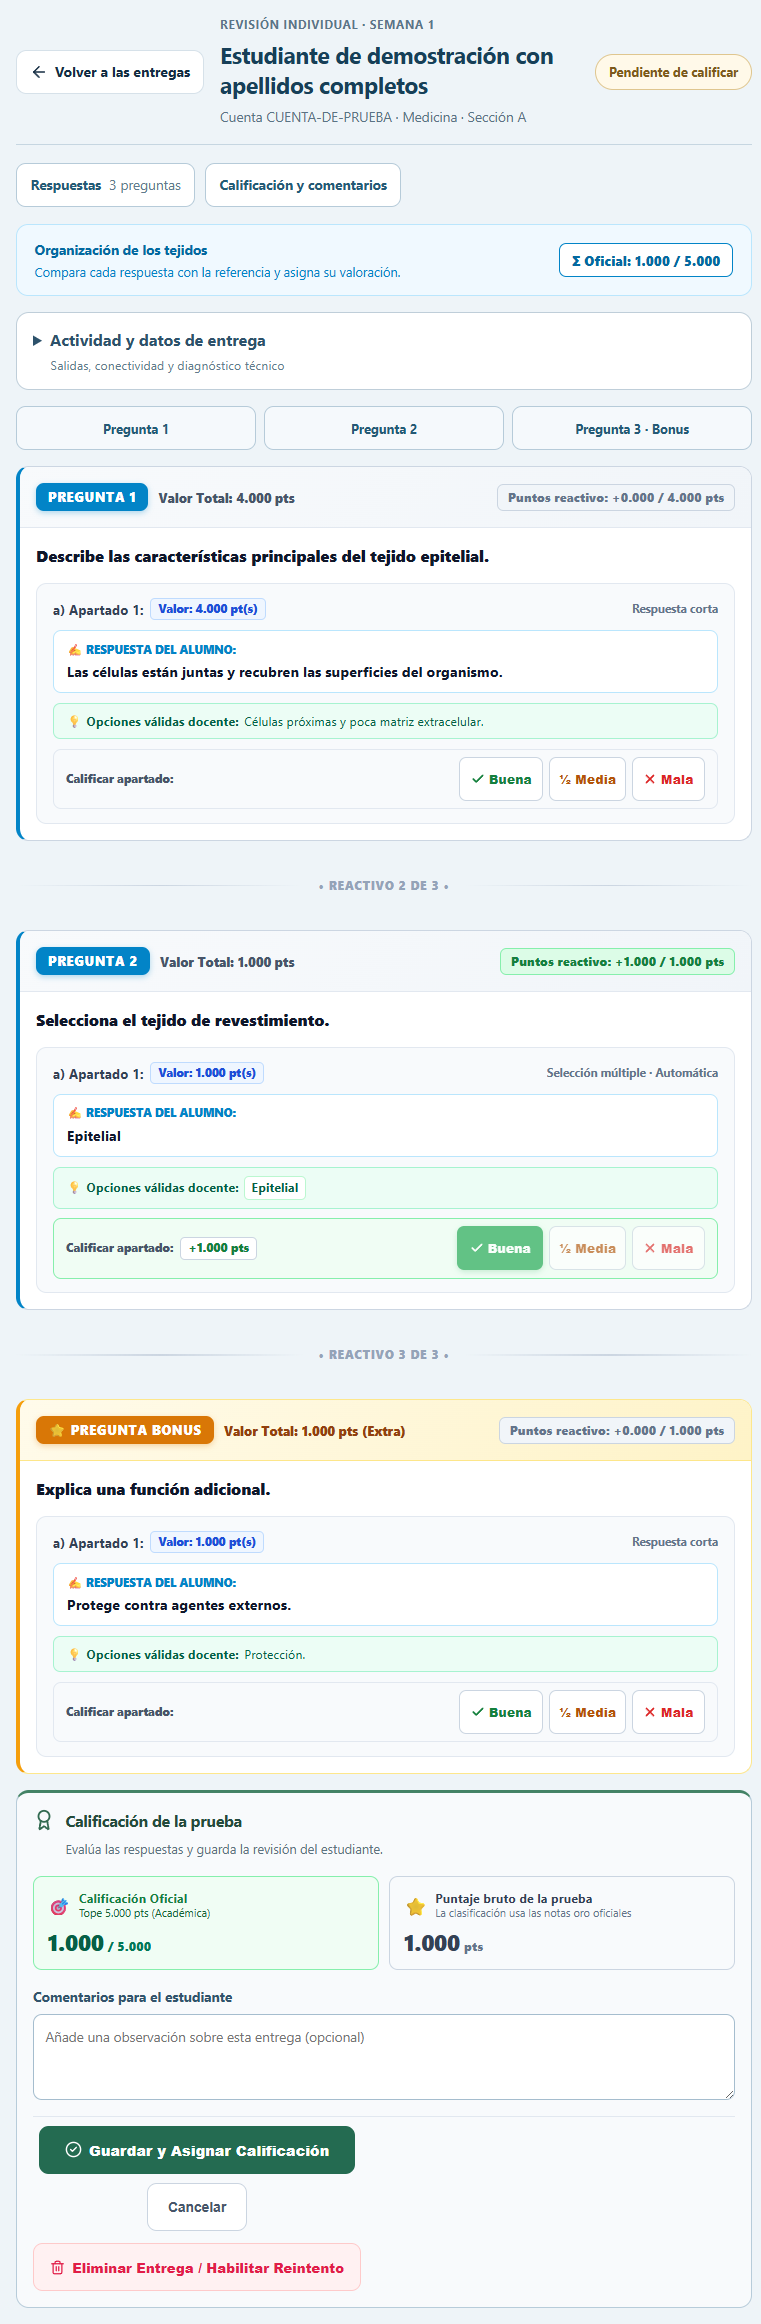 REVISIÓN INDIVIDUAL · SEMANA 1
Volver a las entregas
Estudiante de demostración con
apellidos completos
Pendiente de calificar
Cuenta CUENTA-DE-PRUEBA · Medicina · Sección A
Respuestas 3 preguntas
Calificación y comentarios
Organización de los tejidos
Compara cada respuesta con la referencia y asigna su valoración.
Σ Oficial: 1.000 / 5.000
Actividad y datos de entrega
Salidas, conectividad y diagnóstico técnico
Pregunta 1
Pregunta 2
Pregunta 3 · Bonus
PREGUNTA 1
Valor Total: 4.000 pts
Puntos reactivo: +0.000 / 4.000 pts
Describe las características principales del tejido epitelial.
a) Apartado 1: Valor: 4.000 pt(s)
Respuesta corta
RESPUESTA DEL ALUMNO:
Las células están juntas y recubren las superficies del organismo.
Opciones válidas docente: Células próximas y poca matriz extracelular.
Calificar apartado:
Buena
½ Media
Mala
• REACTIVO 2 DE 3 •
PREGUNTA 2
Valor Total: 1.000 pts
Puntos reactivo: +1.000 / 1.000 pts
Selecciona el tejido de revestimiento.
a) Apartado 1: Valor: 1.000 pt(s)
Selección múltiple · Automática
RESPUESTA DEL ALUMNO:
Epitelial
Opciones válidas docente: Epitelial
Calificar apartado: +1.000 pts
Buena
½ Media
Mala
• REACTIVO 3 DE 3 •
PREGUNTA BONUS
Valor Total: 1.000 pts (Extra)
Puntos reactivo: +0.000 / 1.000 pts
Explica una función adicional.
a) Apartado 1: Valor: 1.000 pt(s)
Respuesta corta
RESPUESTA DEL ALUMNO:
Protege contra agentes externos.
Opciones válidas docente: Protección.
Calificar apartado:
Buena
½ Media
Mala
Calificación de la prueba
Evalúa las respuestas y guarda la revisión del estudiante.
Calificación Oficial
Tope 5.000 pts (Académica)
1.000 / 5.000
Puntaje bruto de la prueba
La clasificación usa las notas oro oficiales
1.000 pts
Comentarios para el estudiante
Añade una observación sobre esta entrega (opcional)
Guardar y Asignar Calificación
Cancelar
Eliminar Entrega / Habilitar Reintento